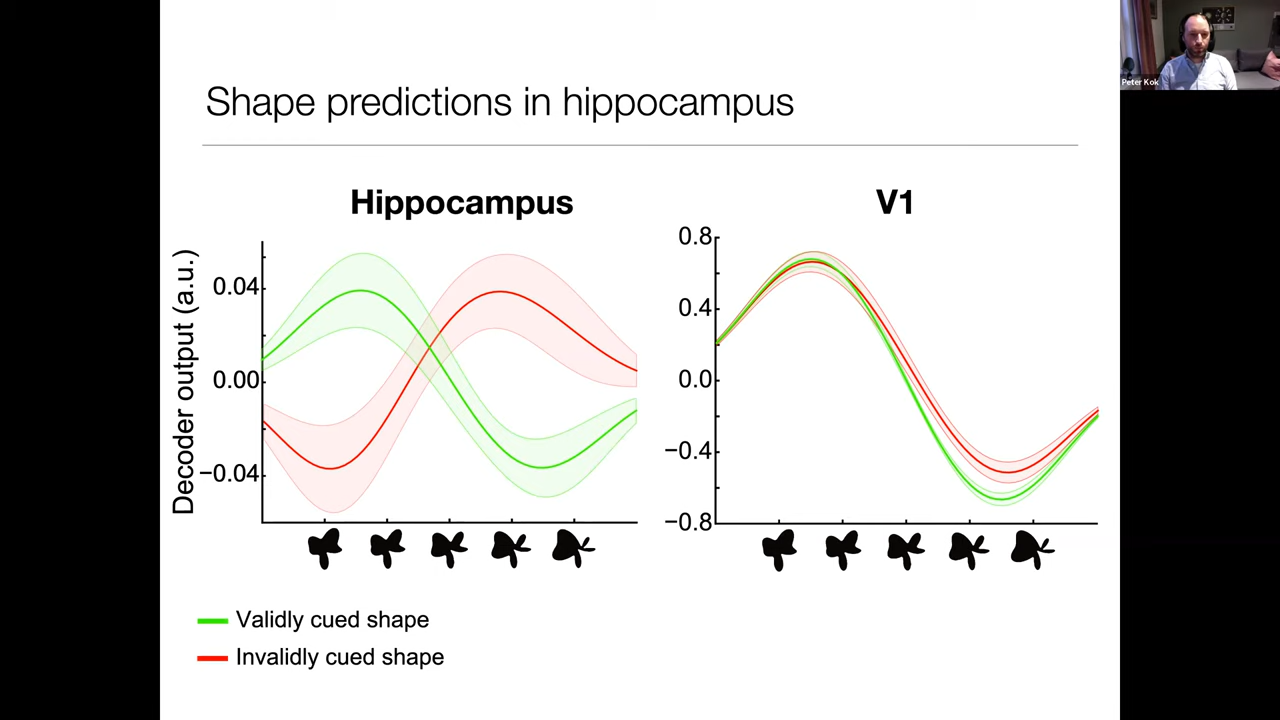 Shape predictions in hippocampus
Peter Kok
Hippocampus
V1
Decoder output (a.u.)
0.04
0.00
−0.04
0.8
0.4
0.0
−0.4
−0.8
Validly cued shape
Invalidly cued shape